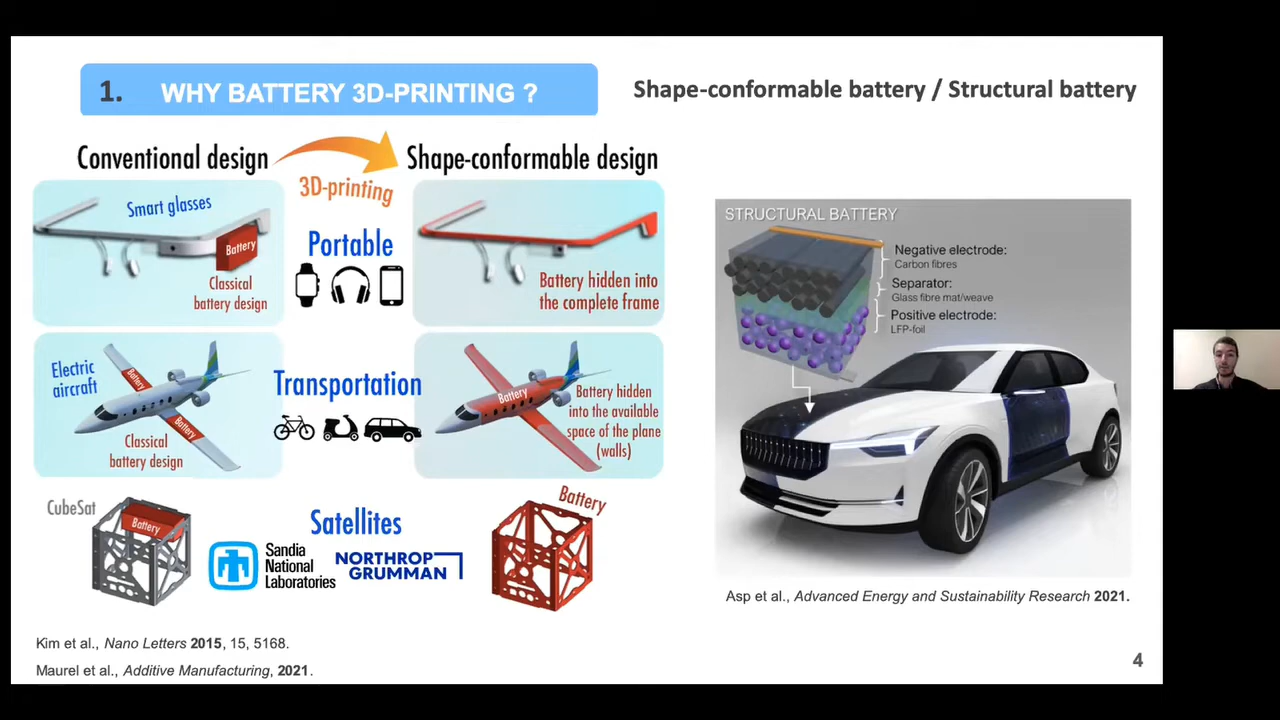 1. WHY BATTERY 3D-PRINTING ?
Shape-conformable battery / Structural battery
Conventional design
Shape-conformable design
3D-printing
Smart glasses
Battery
Classical
battery design
Portable
Battery hidden into
the complete frame
Electric
aircraft
Battery
Battery
Classical
battery design
Transportation
Battery
Battery hidden
into the available
space of the plane
(walls)
CubeSat
Battery
Satellites
Sandia
National
Laboratories
NORTHROP
GRUMMAN
Battery
STRUCTURAL BATTERY
Negative electrode:
Carbon fibres
Separator:
Glass fibre mat/weave
Positive electrode:
LFP-foil
Asp et al., Advanced Energy and Sustainability Research 2021.
Kim et al., Nano Letters 2015, 15, 5168.
Maurel et al., Additive Manufacturing, 2021.
4